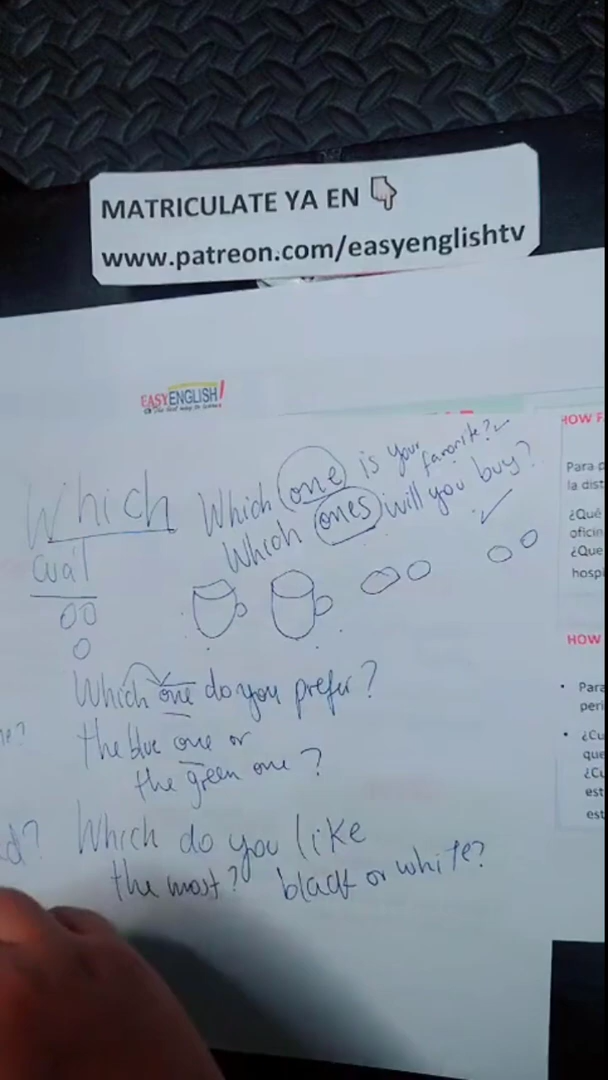 MATRICULATE YA EN
www.patreon.com/easyenglishtv
EASYENGLISH!
HOW F
Para
la dist
¿Qué
oficin
¿Que
hospi
HOW
Para
peri
¿Cu
que
¿Cu
est
est
Which
Cuál
Which one is your favorite?
Which ones will you buy?
Which one do you prefer?
the blue one or
the green one?
Which do you like
the most? black or white?